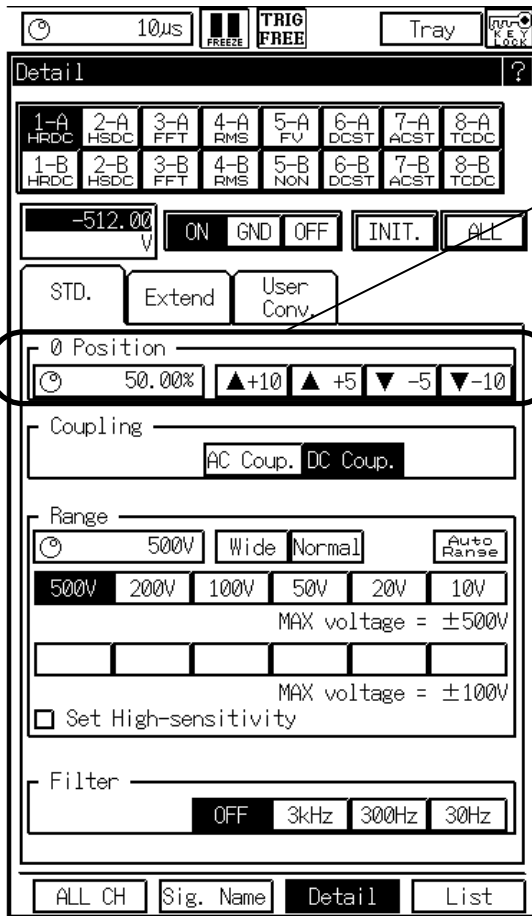 10μs FREEZE TRIG FREE Tray KEY LOCK
Detail ?
1-A HRDC 2-A HSDC 3-A FFT 4-A RMS 5-A FV 6-A DCST 7-A ACST 8-A TCDC
1-B HRDC 2-B HSDC 3-B FFT 4-B RMS 5-B NON 6-B DCST 7-B ACST 8-B TCDC
-512.00 V ON GND OFF INIT. ALL
STD. Extend User Conv.
0 Position
50.00% ▲+10 ▲ +5 ▼ -5 ▼-10
Coupling
AC Coup. DC Coup.
Range
500V Wide Normal Auto Range
500V 200V 100V 50V 20V 10V
MAX voltage = ±500V
MAX voltage = ±100V
Set High-sensitivity
Filter
OFF 3kHz 300Hz 30Hz
ALL CH Sig. Name Detail List